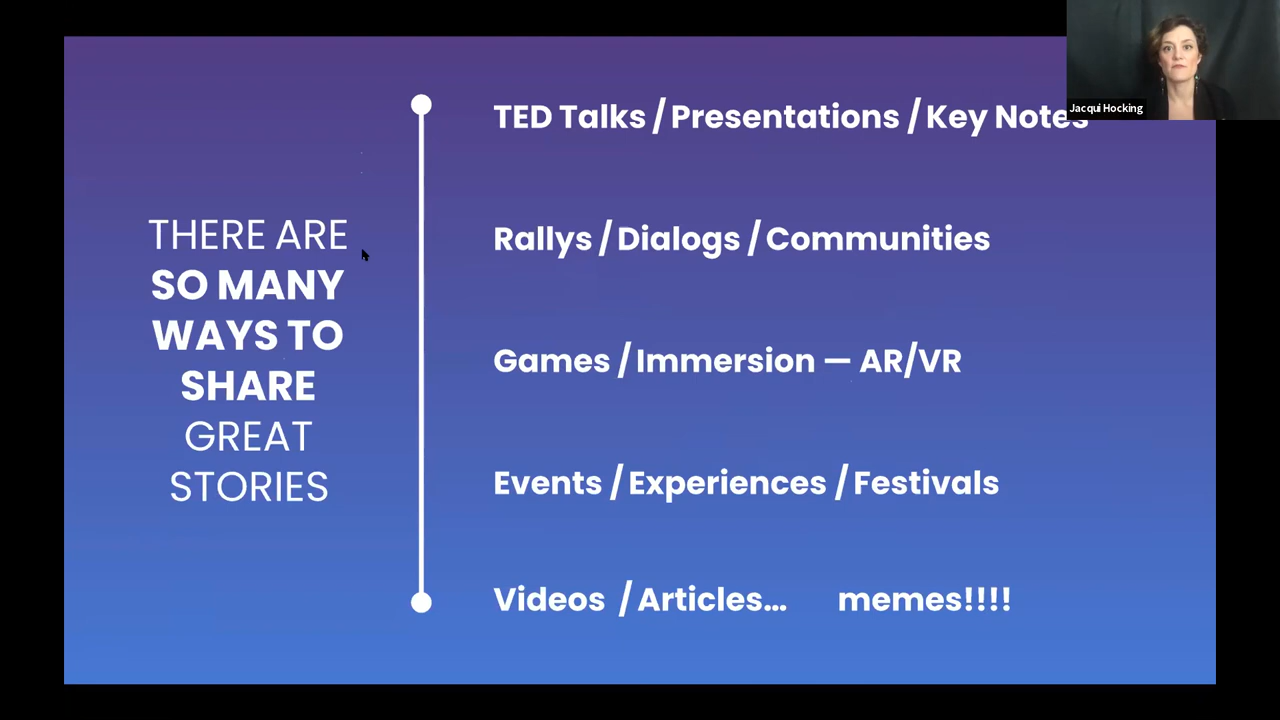 THERE ARE
SO MANY
WAYS TO
SHARE
GREAT
STORIES
TED Talks / Presentations / Key Notes
Rallys / Dialogs / Communities
Games / Immersion — AR/VR
Events / Experiences / Festivals
Videos / Articles... memes!!!!
Jacqui Hocking